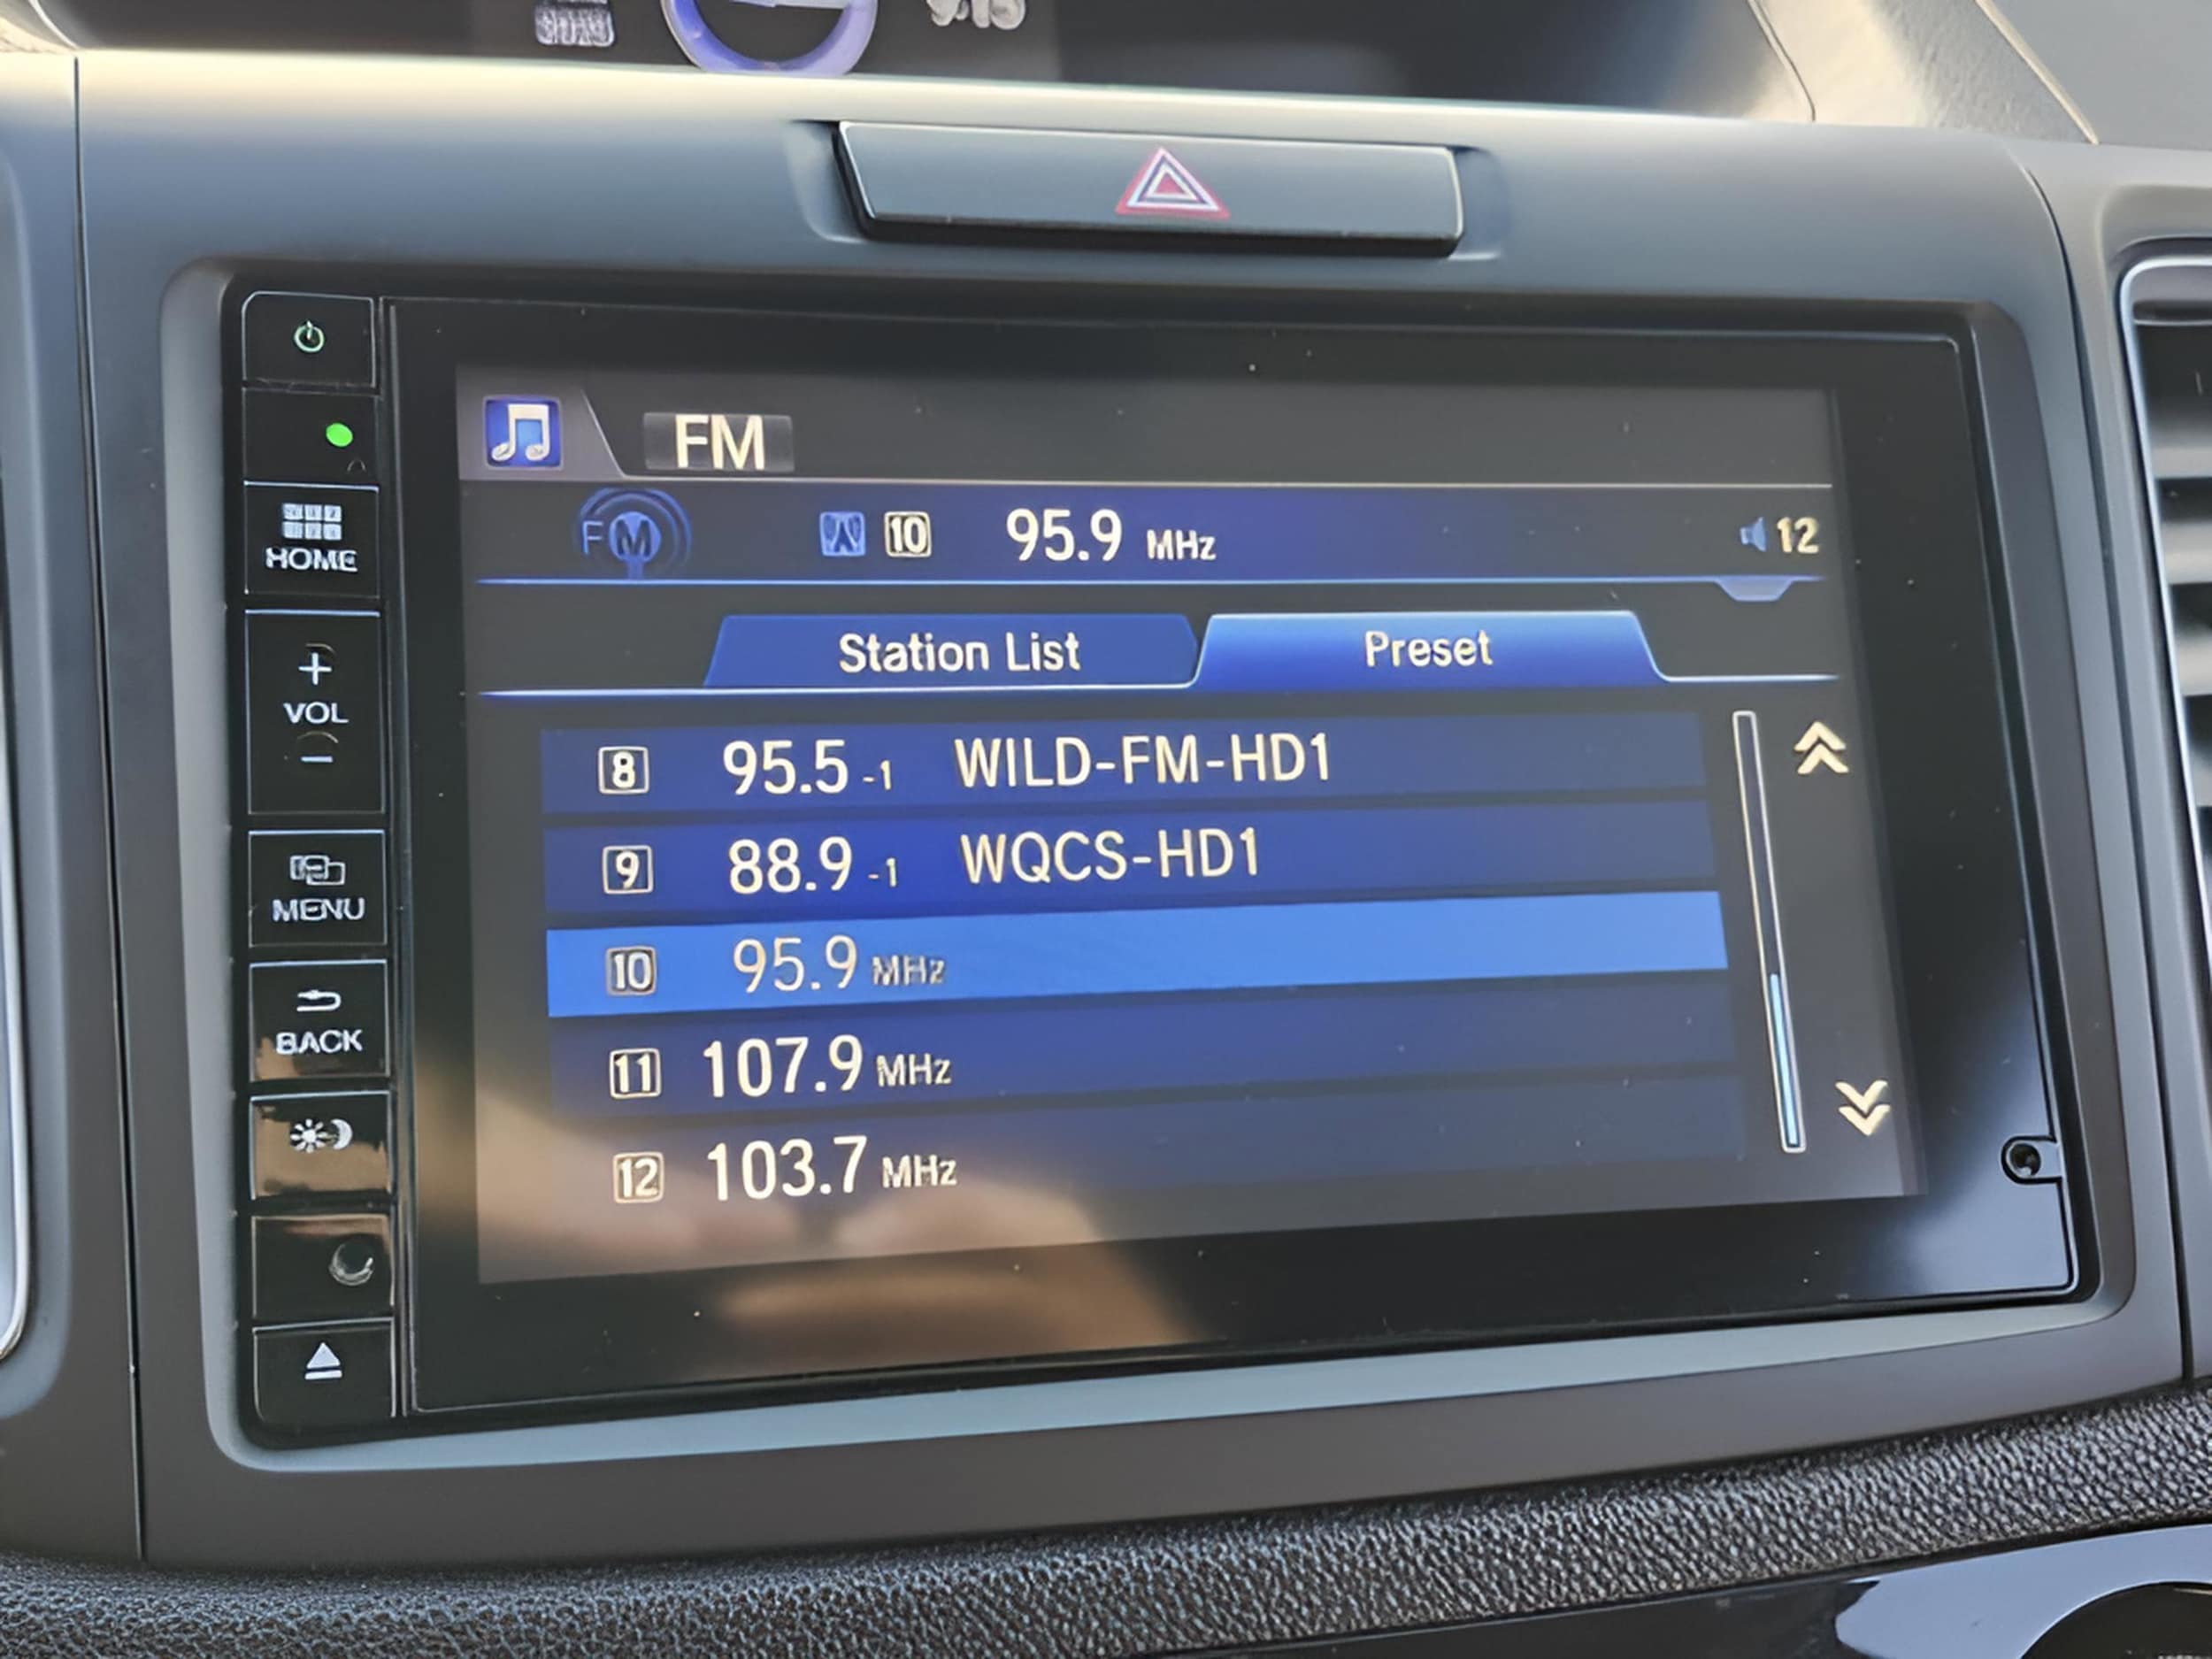 FM
FM 10 95.9 MHz 12
Station List Preset
8 95.5 -1 WILD-FM-HD1
9 88.9 -1 WQCS-HD1
10 95.9 MHz
11 107.9 MHz
12 103.7 MHz
HOME
+
VOL
−
MENU
BACK